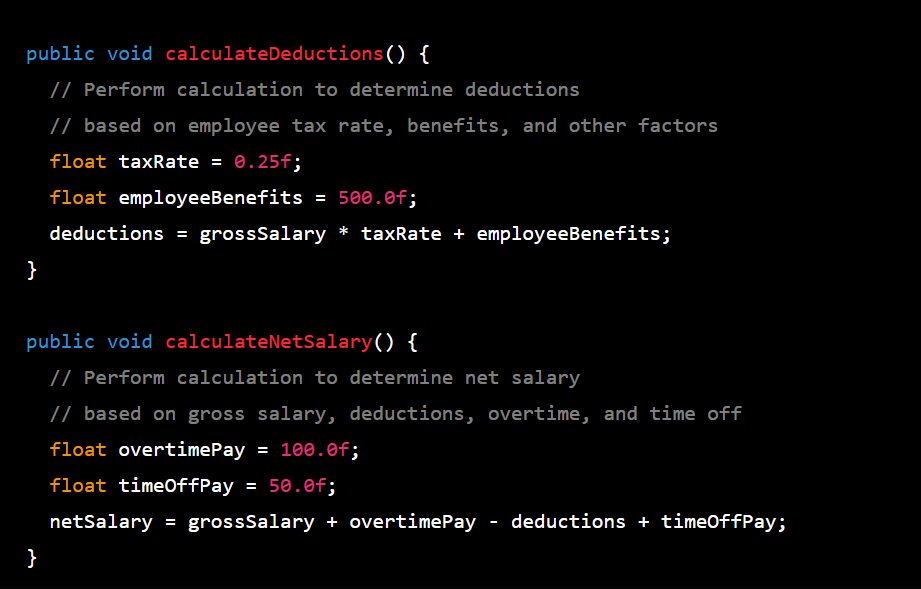 public void calculateDeductions() {
  // Perform calculation to determine deductions
  // based on employee tax rate, benefits, and other factors
  float taxRate = 0.25f;
  float employeeBenefits = 500.0f;
  deductions = grossSalary * taxRate + employeeBenefits;
}

public void calculateNetSalary() {
  // Perform calculation to determine net salary
  // based on gross salary, deductions, overtime, and time off
  float overtimePay = 100.0f;
  float timeOffPay = 50.0f;
  netSalary = grossSalary + overtimePay - deductions + timeOffPay;
}